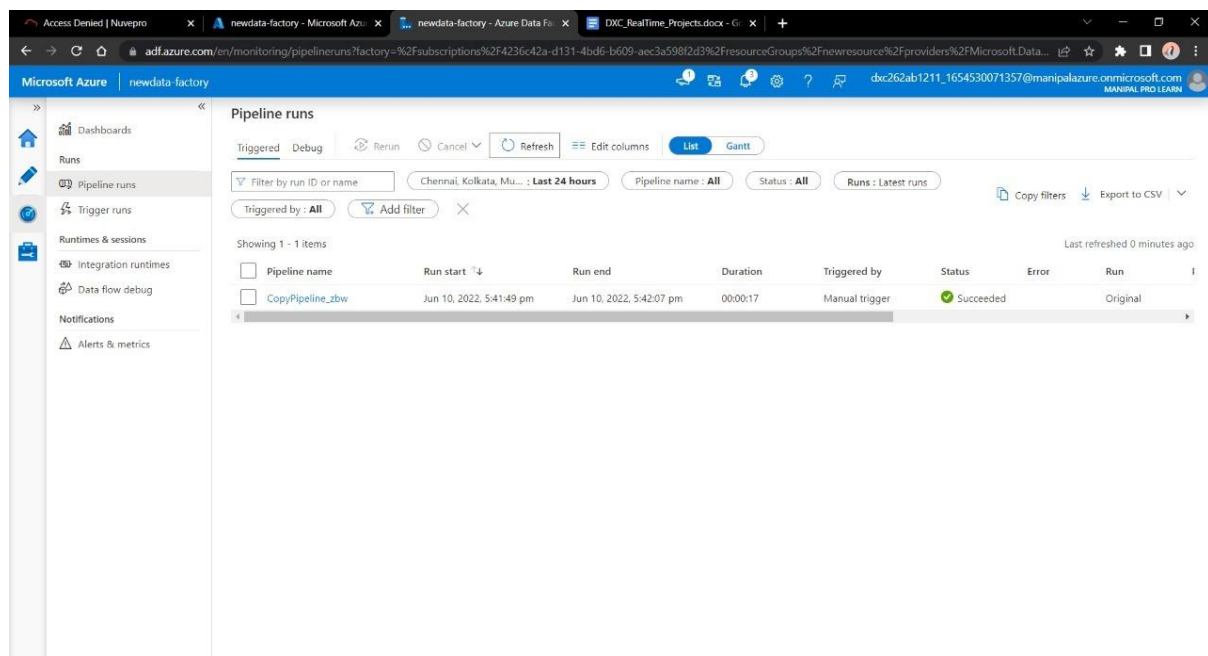 Access Denied | Nuvepro
newdata-factory - Microsoft Azu
newdata-factory - Azure Data Fa
DXC_RealTime_Projects.docx - Go
adf.azure.com/en/monitoring/pipelineruns?factory=%2Fsubscriptions%2F4236c42a-d131-4bd6-b609-aec3a598f2d3%2FresourceGroups%2Fnewresource%2Fproviders%2FMicrosoft.Data...
Microsoft Azure | newdata-factory
1
3
dxc262ab1211_1654530071357@manipalazure.onmicrosoft.com
MANIPAL PRO LEARN
Dashboards
Runs
Pipeline runs
Trigger runs
Runtimes & sessions
Integration runtimes
Data flow debug
Notifications
Alerts & metrics
Pipeline runs
Triggered Debug Rerun Cancel Refresh Edit columns List Gantt
Filter by run ID or name Chennai, Kolkata, Mu... : Last 24 hours Pipeline name : All Status : All Runs : Latest runs
Copy filters Export to CSV
Triggered by : All Add filter
Showing 1 - 1 items
Last refreshed 0 minutes ago
Pipeline name Run start Run end Duration Triggered by Status Error Run
CopyPipeline_zbw Jun 10, 2022, 5:41:49 pm Jun 10, 2022, 5:42:07 pm 00:00:17 Manual trigger Succeeded Original